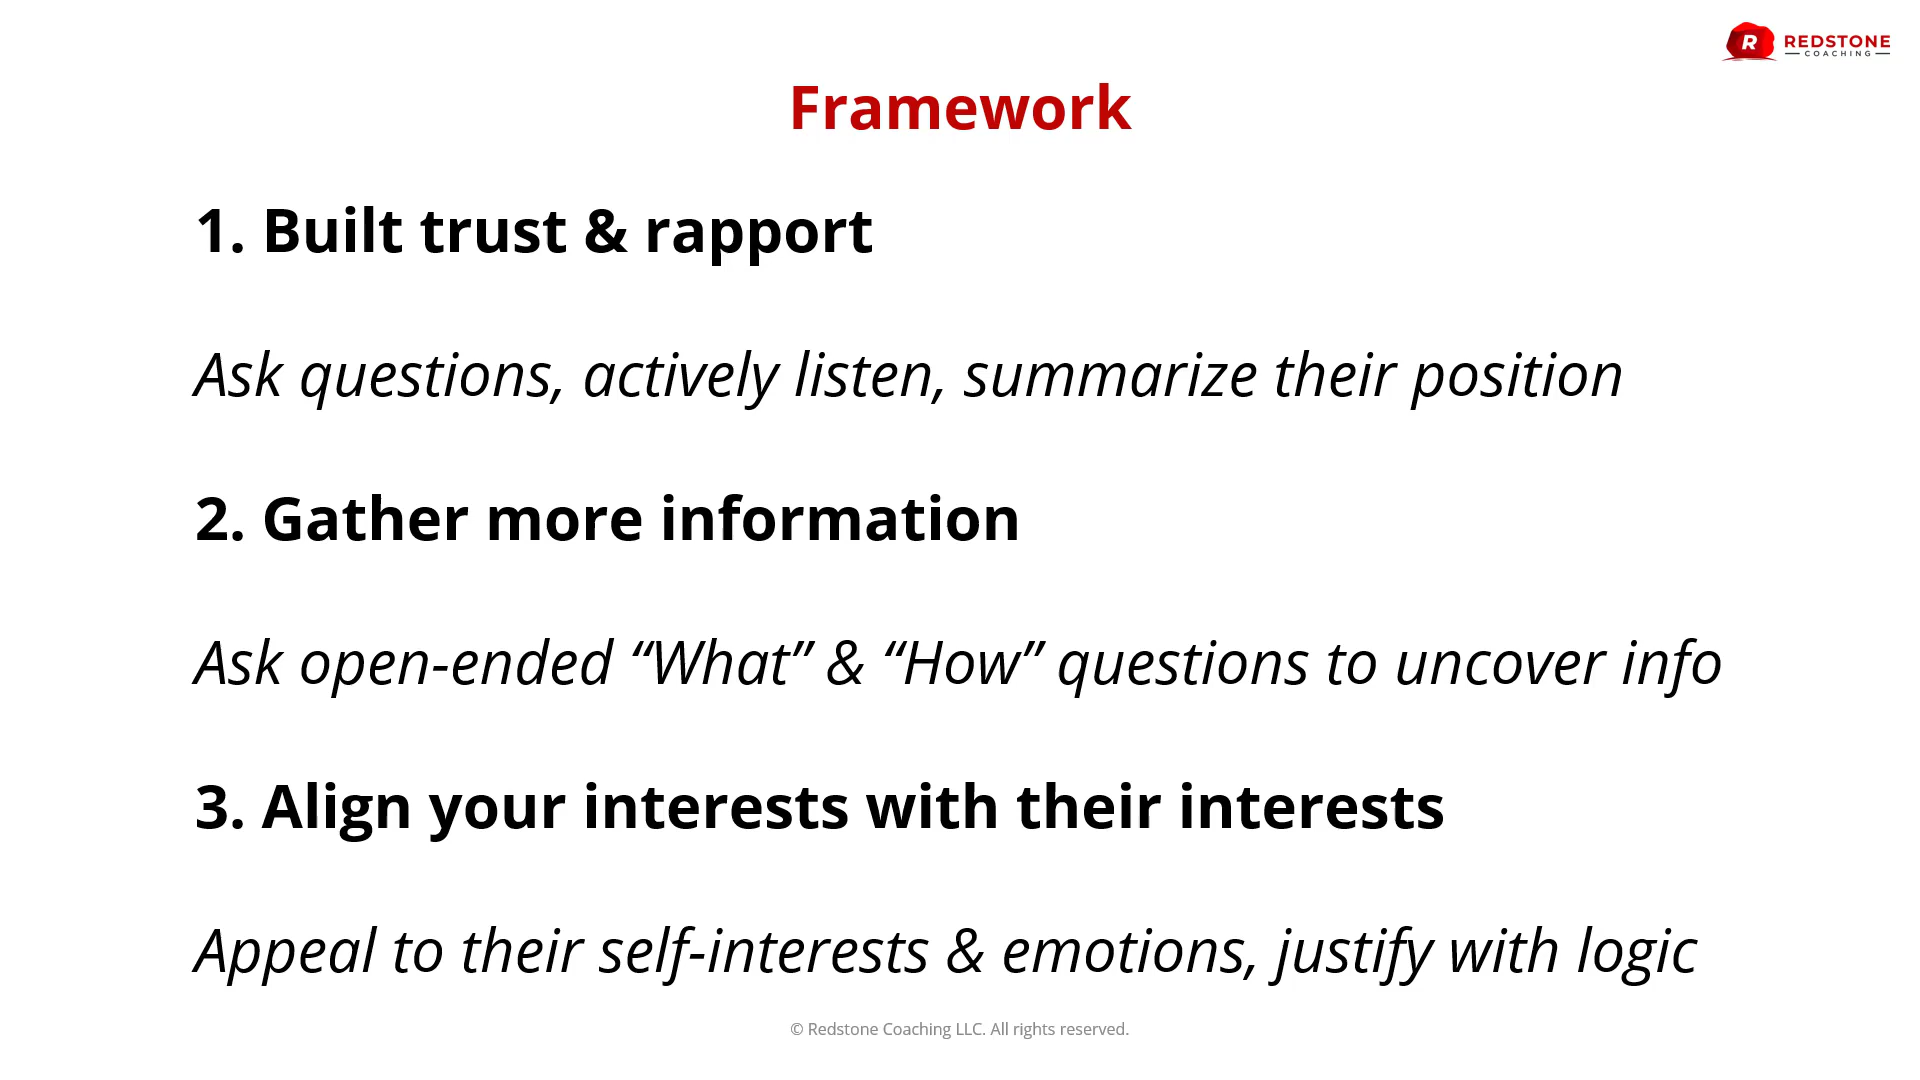 R REDSTONE
COACHING
Framework
1. Built trust & rapport
Ask questions, actively listen, summarize their position
2. Gather more information
Ask open-ended “What” & “How” questions to uncover info
3. Align your interests with their interests
Appeal to their self-interests & emotions, justify with logic
© Redstone Coaching LLC. All rights reserved.